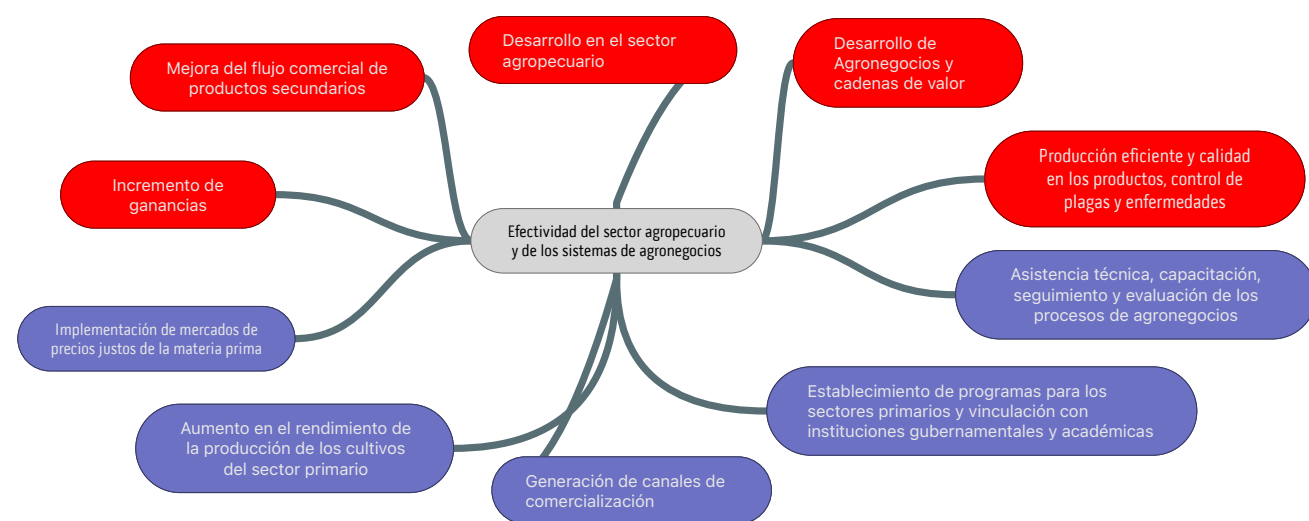 Desarrollo en el sector
agropecuario
Desarrollo de
Agronegocios y
cadenas de valor
Mejora del flujo comercial de
productos secundarios
Producción eficiente y calidad
en los productos, control de
plagas y enfermedades
Incremento de
ganancias
Efectividad del sector agropecuario
y de los sistemas de agronegocios
Asistencia técnica, capacitación,
seguimiento y evaluación de los
procesos de agronegocios
Implementación de mercados de
precios justos de la materia prima
Establecimiento de programas para los
sectores primarios y vinculación con
instituciones gubernamentales y académicas
Aumento en el rendimiento de
la producción de los cultivos
del sector primario
Generación de canales de
comercialización